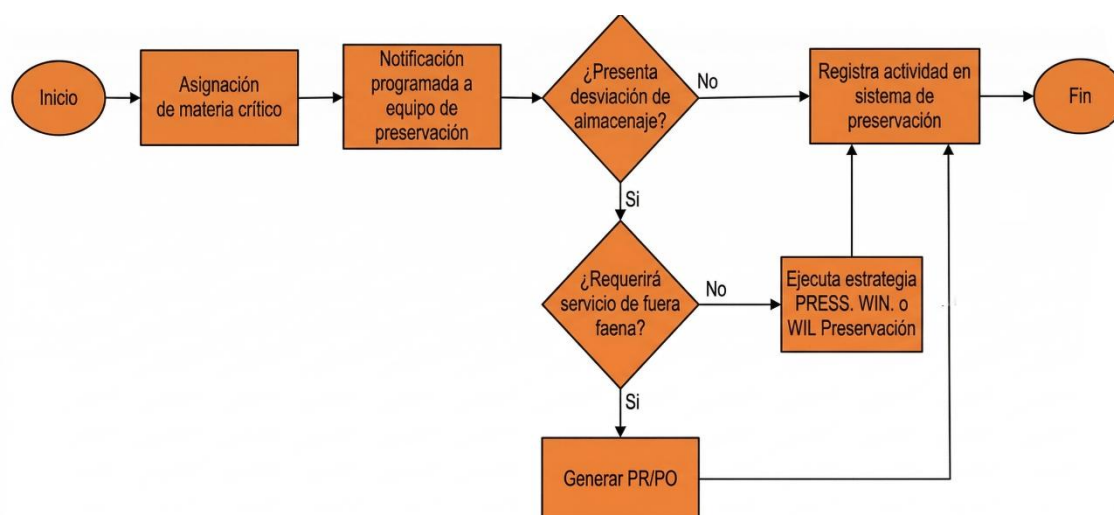 Inicio
Asignación
de materia crítico
Notificación
programada a
equipo de
preservación
¿Presenta
desviación de
almacenaje?
No
Registra actividad en
sistema de
preservación
Fin
Si
¿Requerirá
servicio de fuera
faena?
No
Ejecuta estrategia
PRESS. WIN. o
WIL Preservación
Si
Generar PR/PO